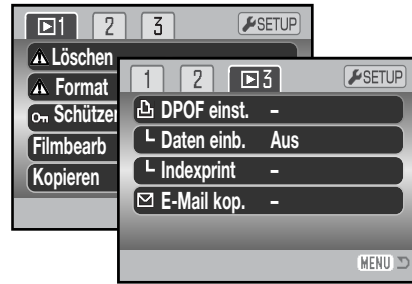 1 2 3 SETUP
Löschen
Format
Schützen
Filmbearb
Kopieren
1 2 3 SETUP
DPOF einst. –
Daten einb. Aus
Indexprint –
E-Mail kop. –
MENU